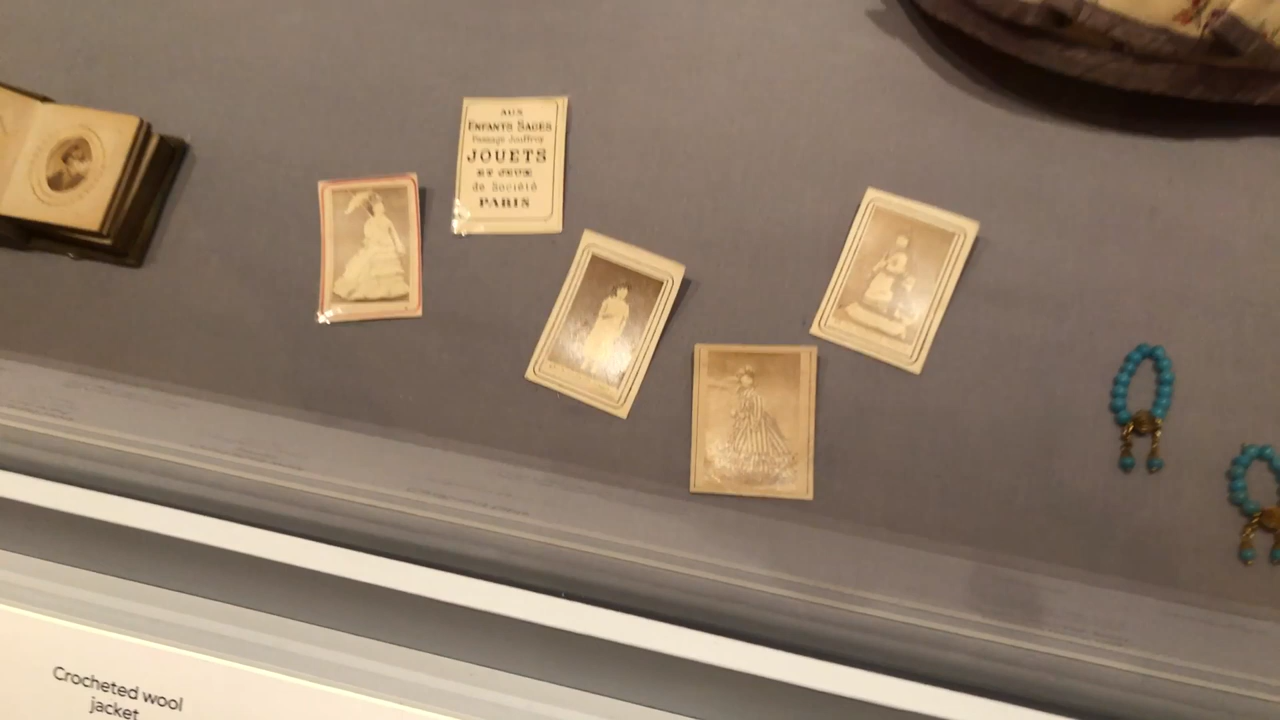 AUX
ENFANTS SAGES
Passage Jouffroy
JOUETS
ET JEUX
de Société
PARIS
Crocheted wool
jacket